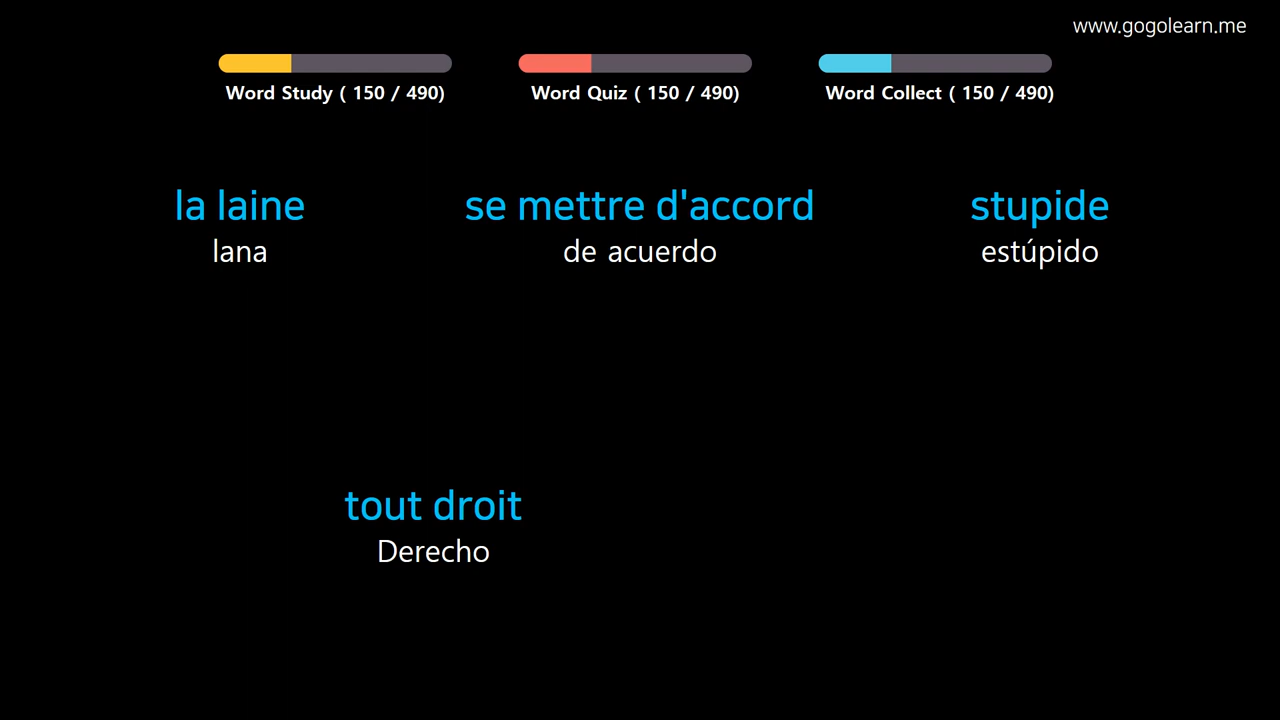 www.gogolearn.me
Word Study ( 150 / 490)
Word Quiz ( 150 / 490)
Word Collect ( 150 / 490)
la laine
lana
se mettre d'accord
de acuerdo
stupide
estúpido
tout droit
Derecho